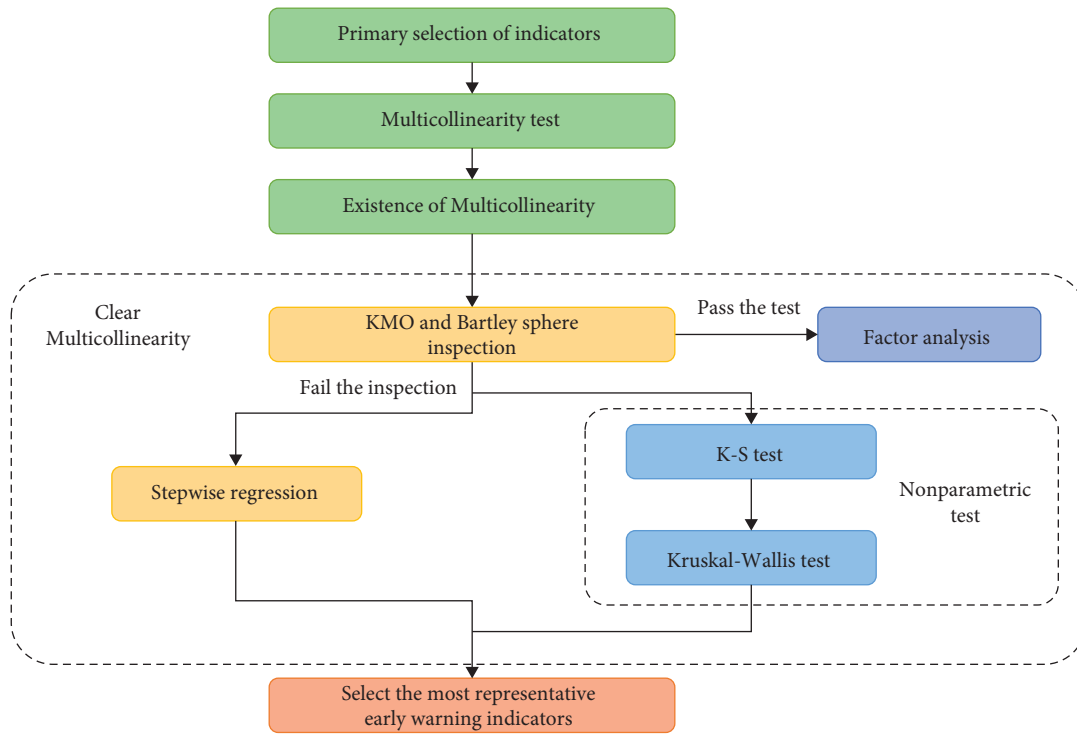 Primary selection of indicators
Multicollinearity test
Existence of Multicollinearity
Clear
Multicollinearity
KMO and Bartley sphere
inspection
Pass the test
Factor analysis
Fail the inspection
Stepwise regression
K-S test
Nonparametric
test
Kruskal-Wallis test
Select the most representative
early warning indicators